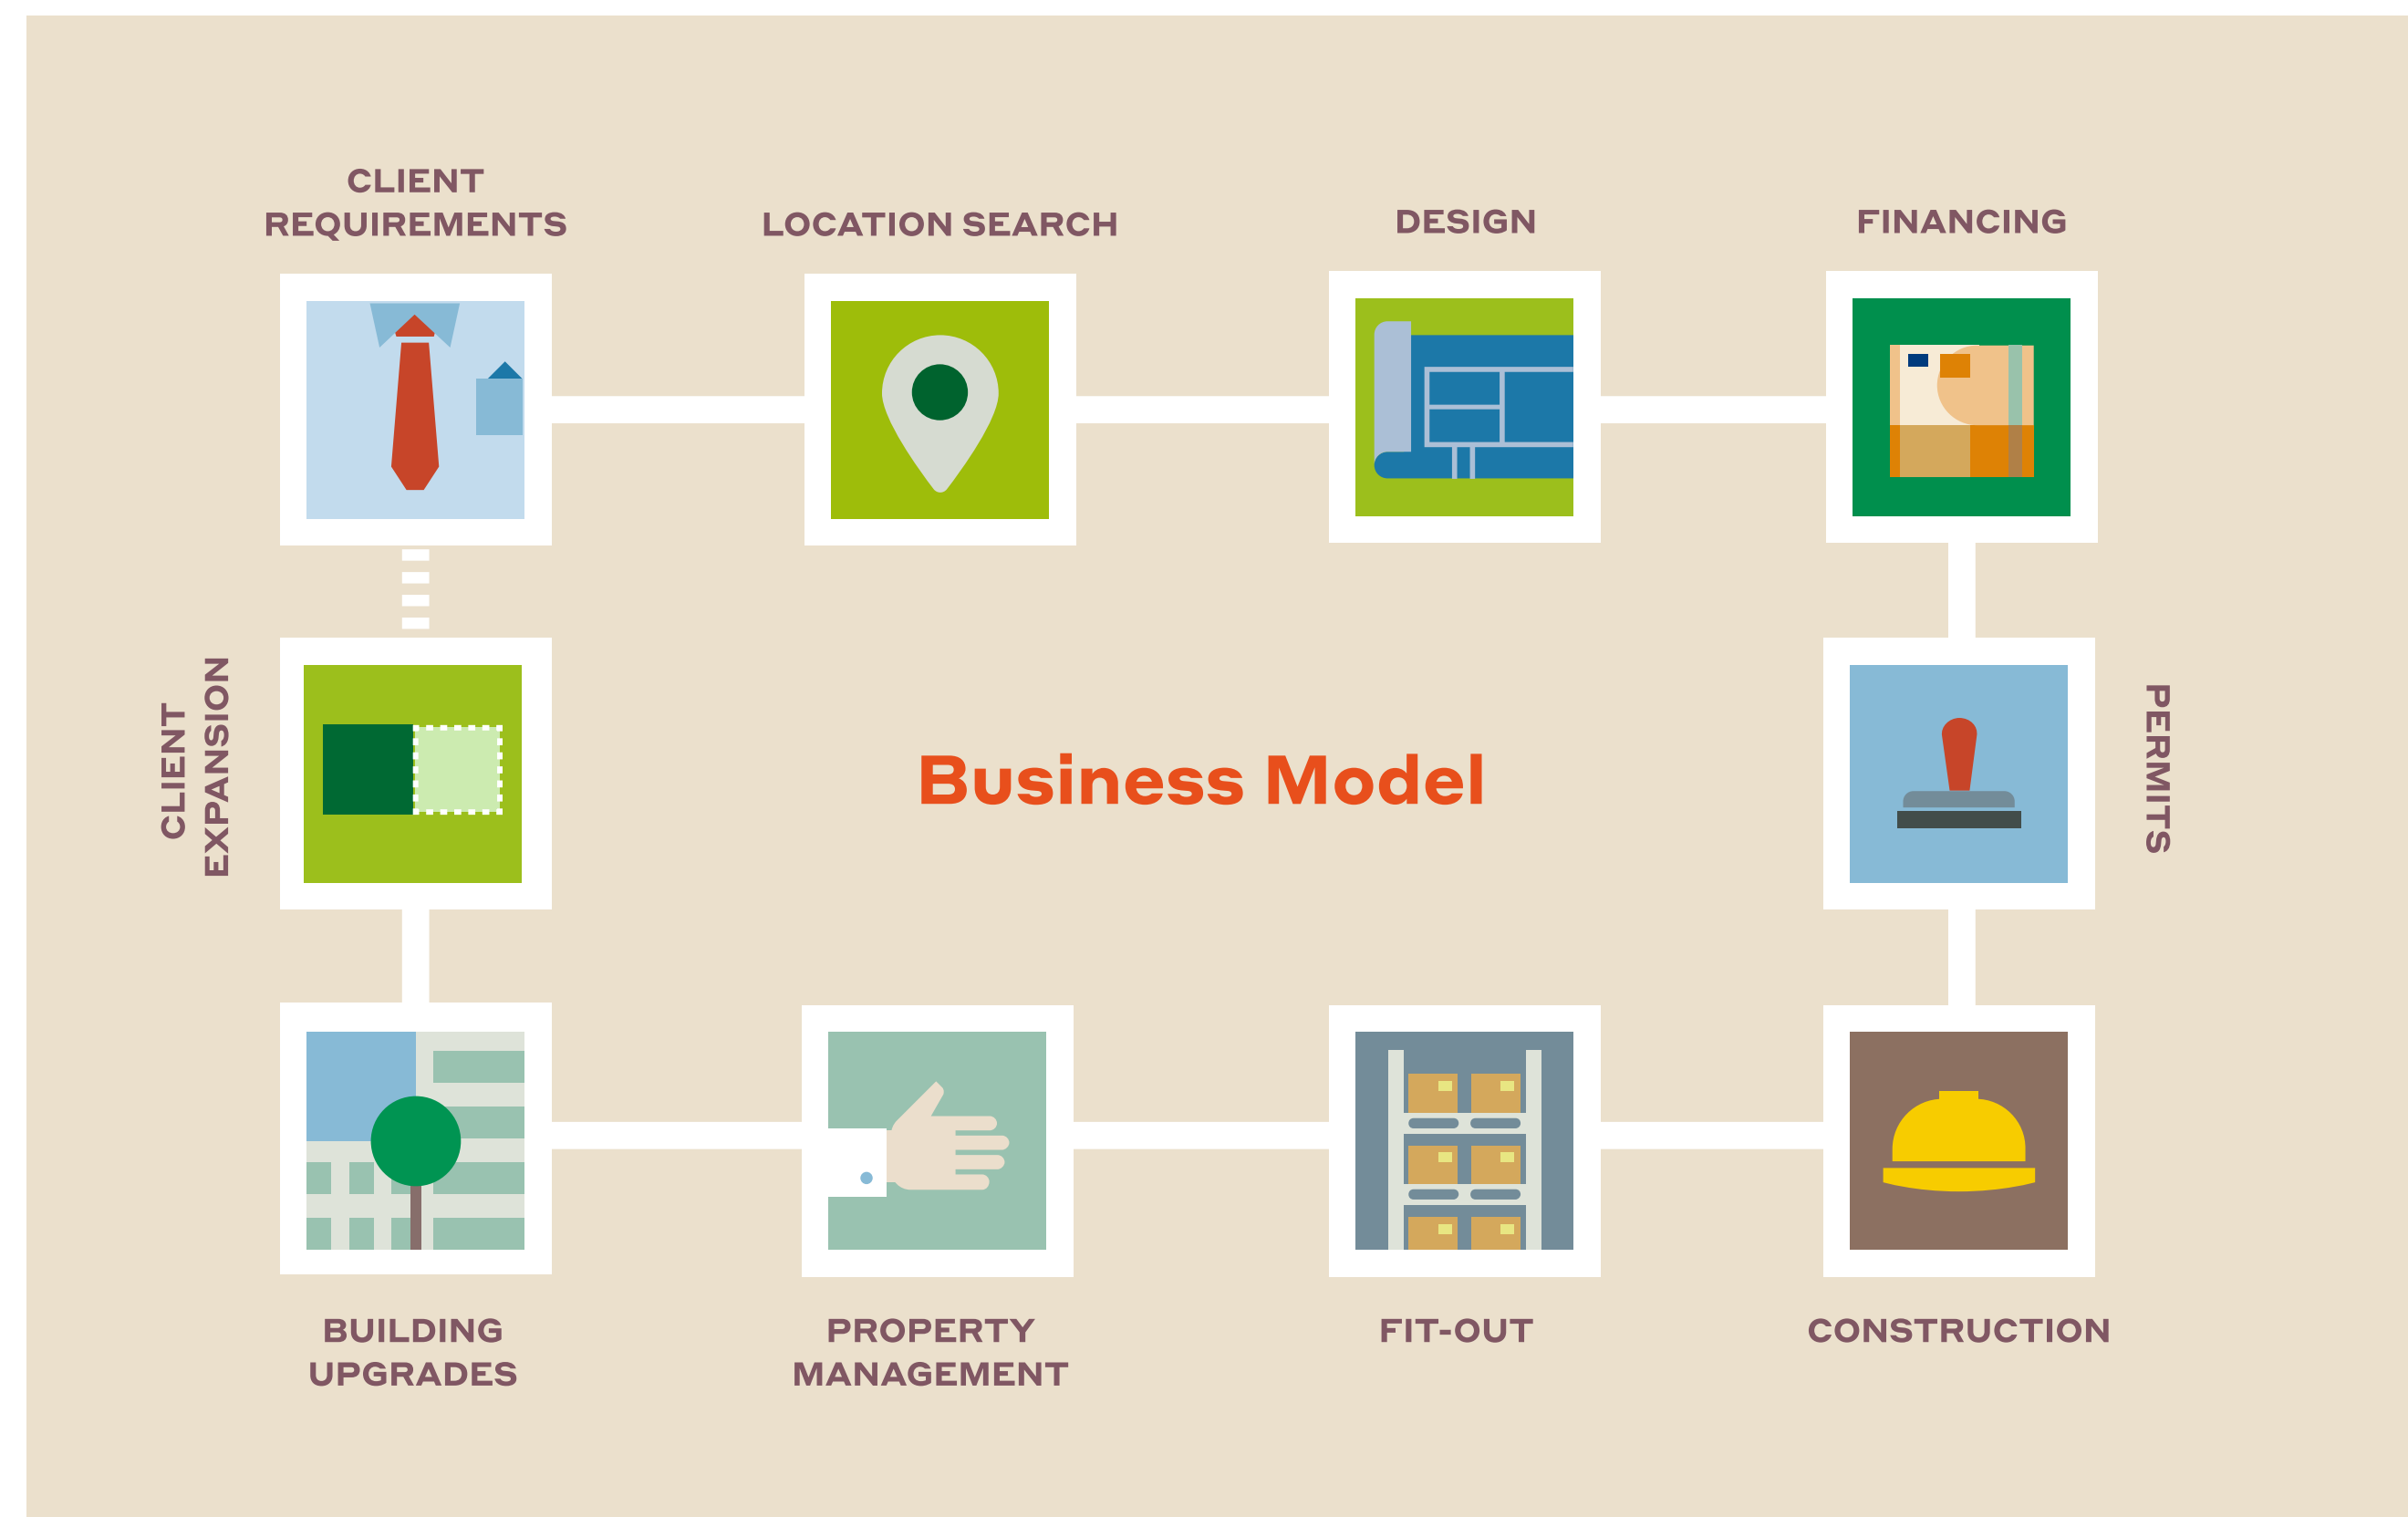 CLIENT
REQUIREMENTS
LOCATION SEARCH
DESIGN
FINANCING
CLIENT
EXPANSION
Business Model
PERMITS
BUILDING
UPGRADES
PROPERTY
MANAGEMENT
FIT-OUT
CONSTRUCTION